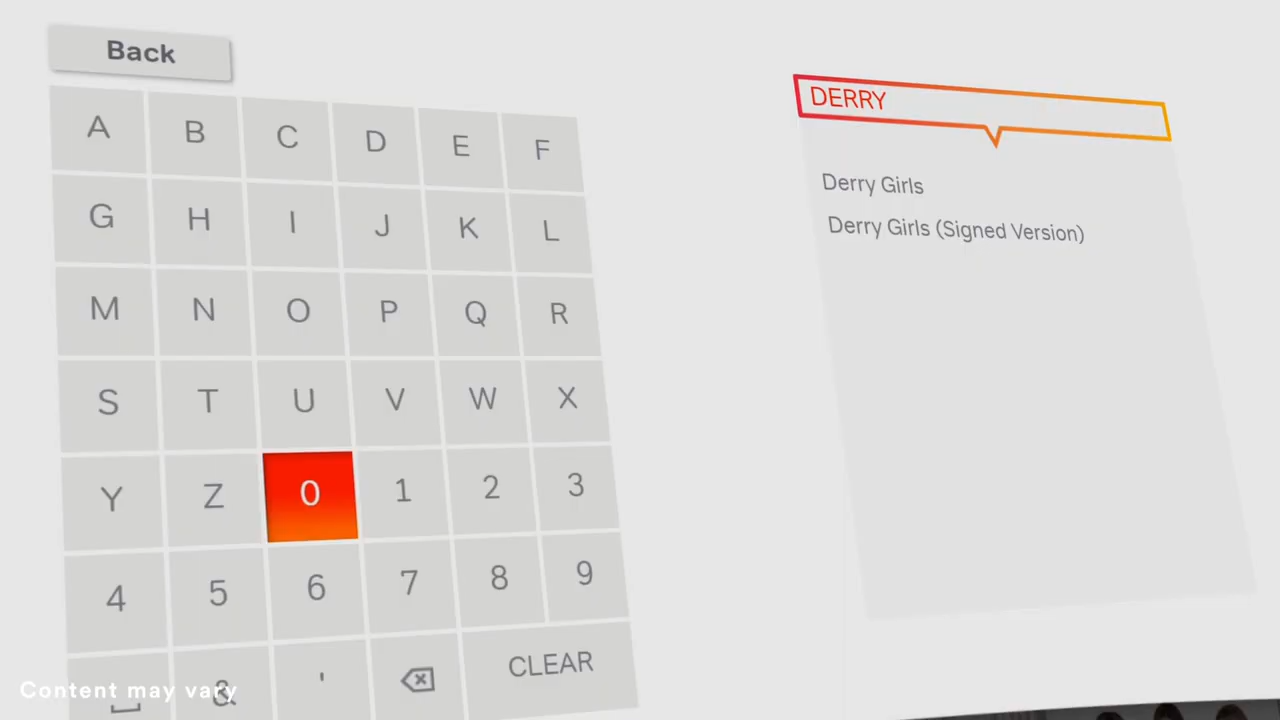 Back
A B C D E F
G H I J K L
M N O P Q R
S T U V W X
Y Z 0 1 2 3
4 5 6 7 8 9
& ' CLEAR
DERRY
Derry Girls
Derry Girls (Signed Version)
Content may vary